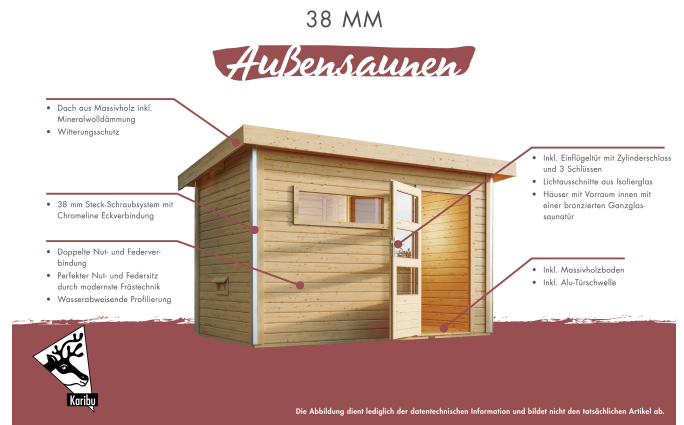 38 MM
Außensaunen
• Dach aus Massivholz inkl.
Mineralwolldämmung
• Witterungsschutz
• 38 mm Steck-Schraubsystem mit
Chromeline Eckverbindung
• Doppelte Nut- und Federver-
bindung
• Perfekter Nut- und Federsitz
durch modernste Frästechnik
• Wasserabweisende Profilierung
• Inkl. Einflügeltür mit Zylinderschloss
und 3 Schlüssen
• Lichtausschnitte aus Isolierglas
• Häuser mit Vorraum innen mit
einer bronzierten Ganzglas-
saunatür
• Inkl. Massivholzboden
• Inkl. Alu-Türschwelle
Karibu
Die Abbildung dient lediglich der datentechnischen Information und bildet nicht den tatsächlichen Artikel ab.